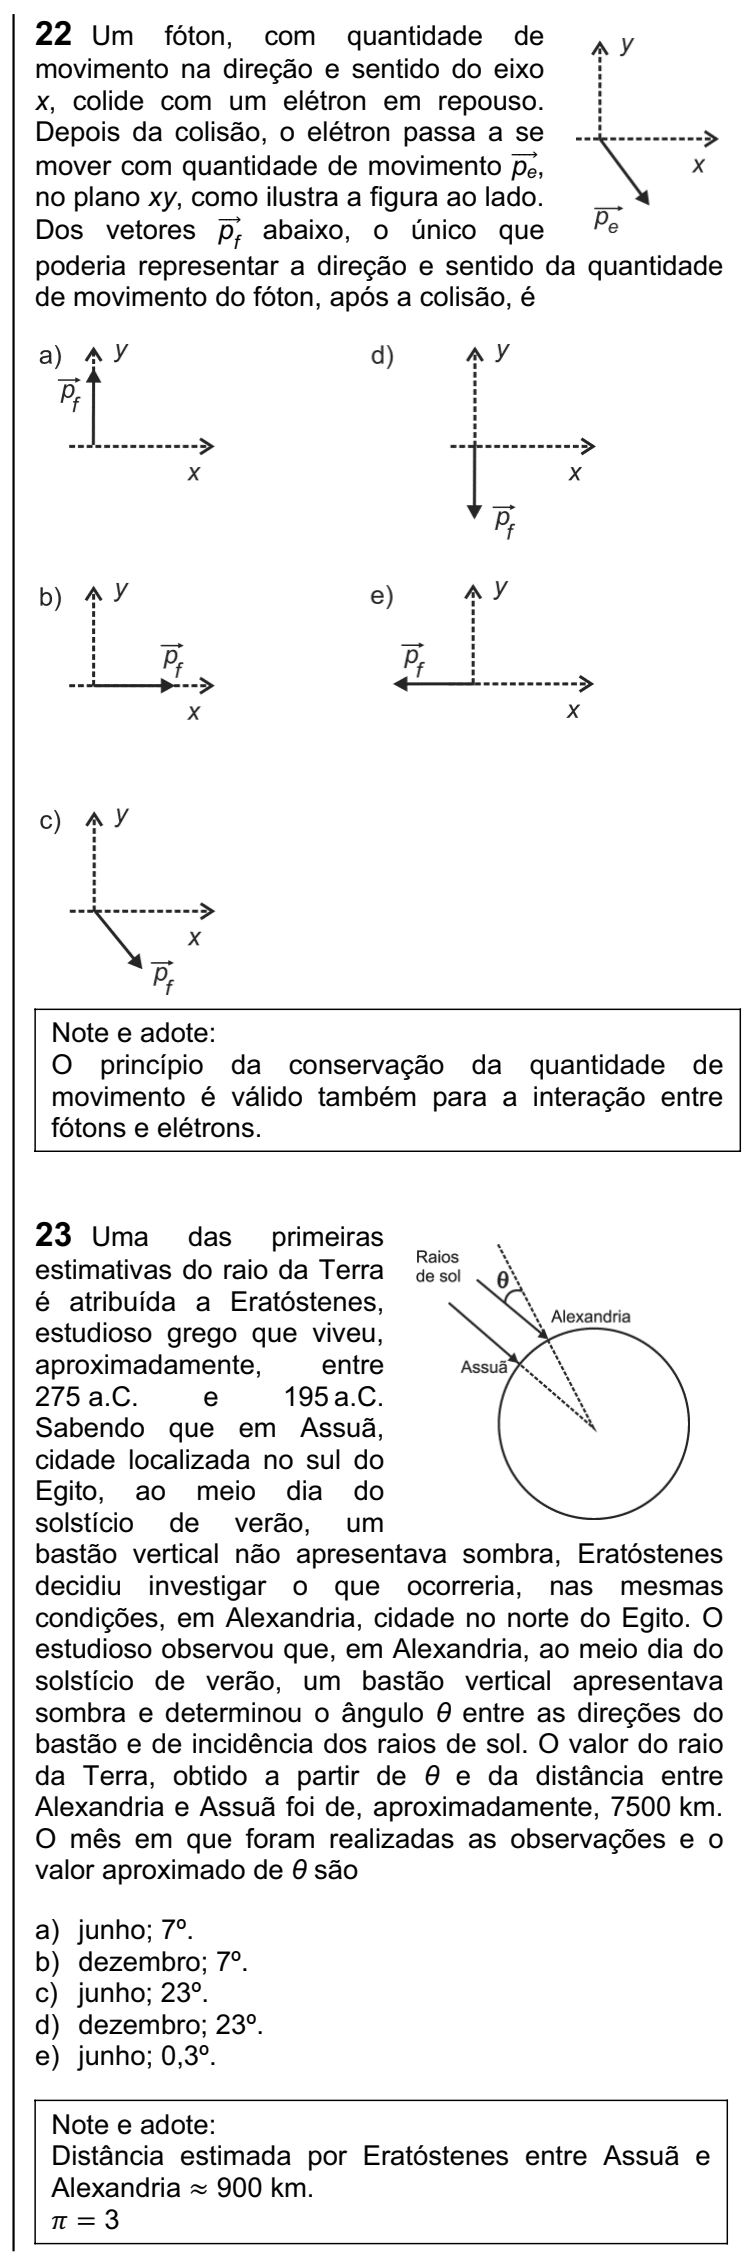 22 Um fóton, com quantidade de
movimento na direção e sentido do eixo
x, colide com um elétron em repouso.
Depois da colisão, o elétron passa a se
mover com quantidade de movimento p⃗e,
no plano xy, como ilustra a figura ao lado.
Dos vetores p⃗f abaixo, o único que
poderia representar a direção e sentido da quantidade
de movimento do fóton, após a colisão, é
y
x
p⃗e
a)
y
p⃗f
x
d)
y
x
p⃗f
b)
y
p⃗f
x
e)
y
p⃗f
x
c)
y
x
p⃗f
Note e adote:
O princípio da conservação da quantidade de
movimento é válido também para a interação entre
fótons e elétrons.
23 Uma das primeiras
estimativas do raio da Terra
é atribuída a Eratóstenes,
estudioso grego que viveu,
aproximadamente, entre
275 a.C. e 195 a.C.
Sabendo que em Assuã,
cidade localizada no sul do
Egito, ao meio dia do
solstício de verão, um
bastão vertical não apresentava sombra, Eratóstenes
decidiu investigar o que ocorreria, nas mesmas
condições, em Alexandria, cidade no norte do Egito. O
estudioso observou que, em Alexandria, ao meio dia do
solstício de verão, um bastão vertical apresentava
sombra e determinou o ângulo θ entre as direções do
bastão e de incidência dos raios de sol. O valor do raio
da Terra, obtido a partir de θ e da distância entre
Alexandria e Assuã foi de, aproximadamente, 7500 km.
O mês em que foram realizadas as observações e o
valor aproximado de θ são
Raios
de sol
θ
Alexandria
Assuã
a) junho; 7º.
b) dezembro; 7º.
c) junho; 23º.
d) dezembro; 23º.
e) junho; 0,3º.
Note e adote:
Distância estimada por Eratóstenes entre Assuã e
Alexandria ≈ 900 km.
π = 3